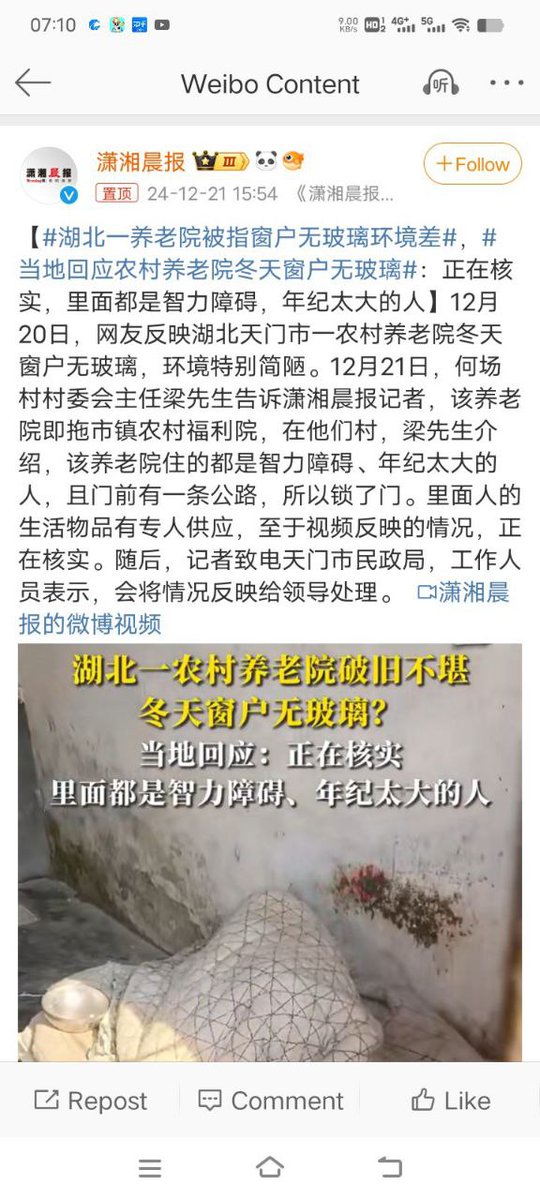 07:10
9.00 KB/s HD 1 2 4G+ 5G
Weibo Content
听
潇湘晨报
潇湘晨报 III
+Follow
置顶 24-12-21 15:54 《潇湘晨报...
【#湖北一养老院被指窗户无玻璃环境差#，#
当地回应农村养老院冬天窗户无玻璃#：正在核
实，里面都是智力障碍，年纪太大的人】12月
20日，网友反映湖北天门市一农村养老院冬天
窗户无玻璃，环境特别简陋。12月21日，何场
村村委会主任梁先生告诉潇湘晨报记者，该养老
院即拖市镇农村福利院，在他们村，梁先生介
绍，该养老院住的都是智力障碍、年纪太大的
人，且门前有一条公路，所以锁了门。里面人的
生活物品有专人供应，至于视频反映的情况，正
在核实。随后，记者致电天门市民政局，工作人
员表示，会将情况反映给领导处理。 潇湘晨
报的微博视频
湖北一农村养老院破旧不堪
冬天窗户无玻璃？
当地回应：正在核实
里面都是智力障碍、年纪太大的人
Repost
Comment
Like